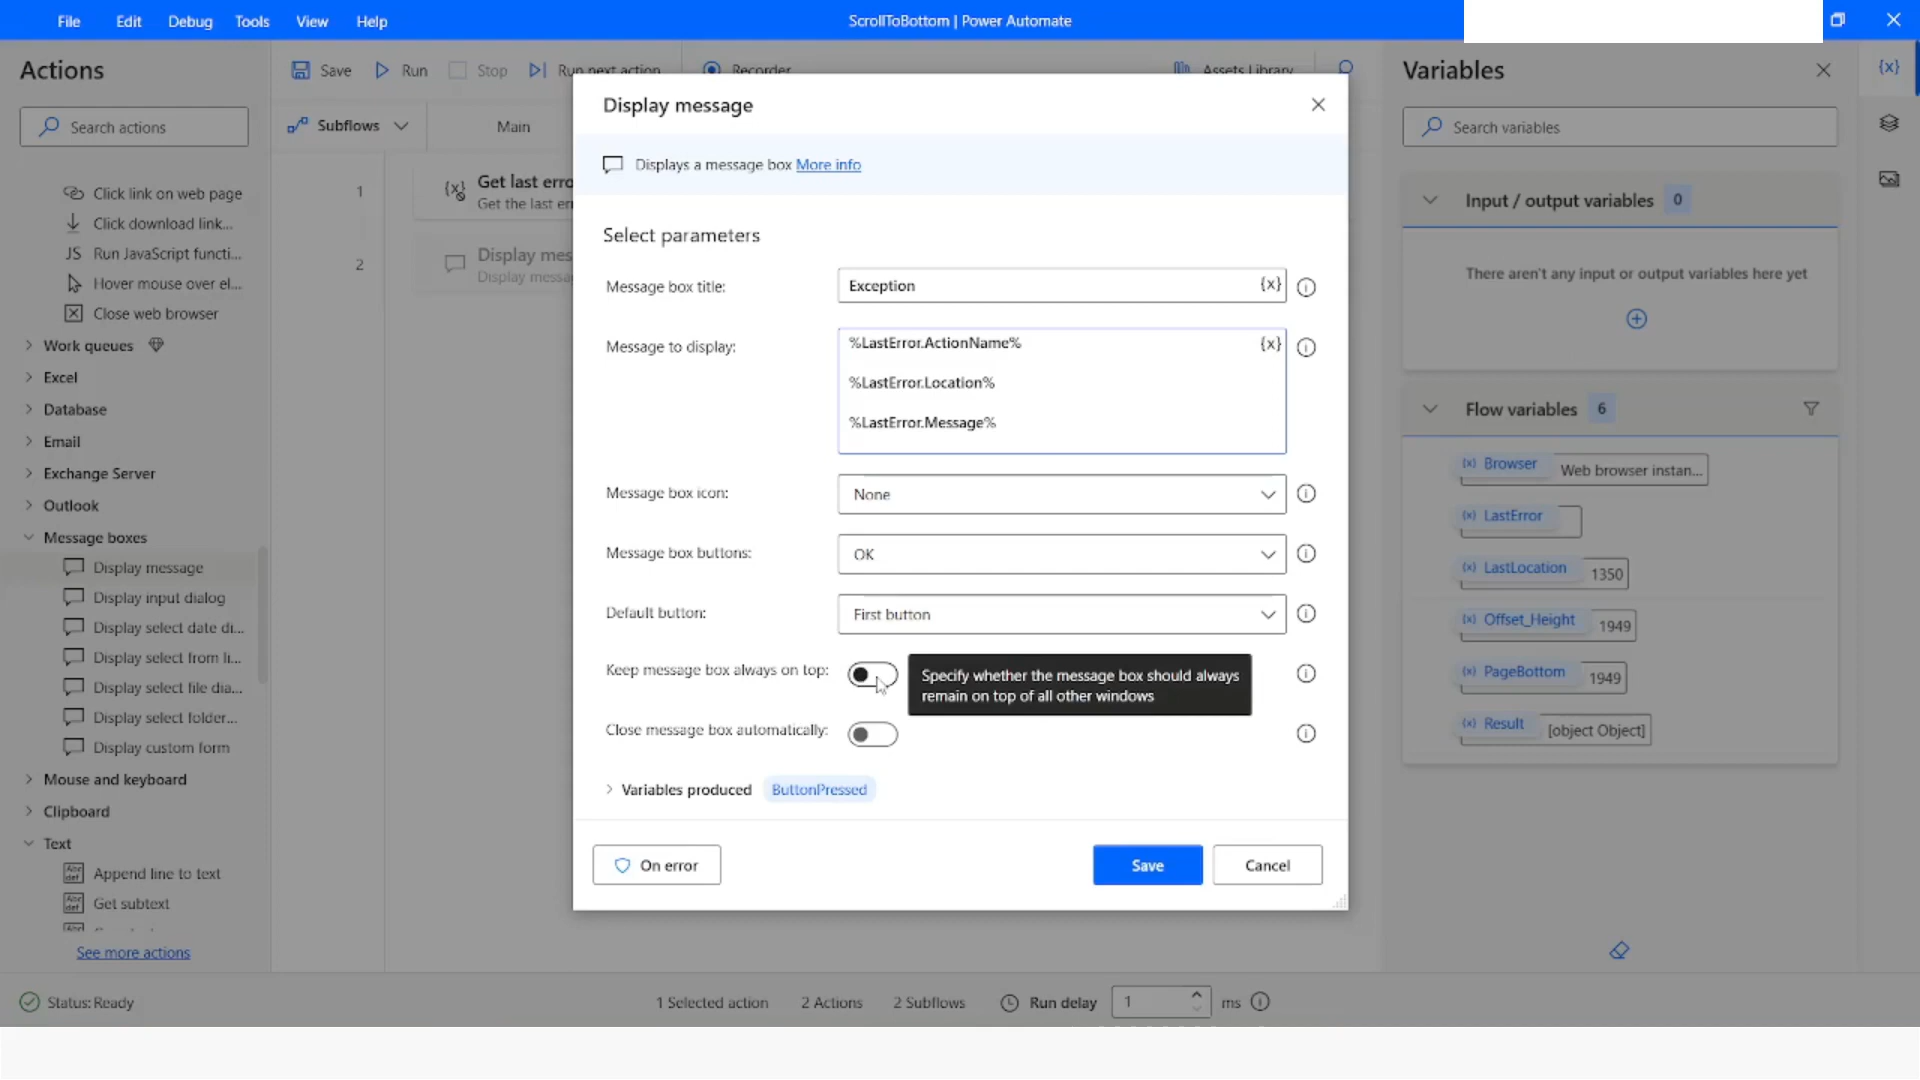 File Edit Debug Tools View Help
ScrollToBottom | Power Automate
Actions
Search actions
Click link on web page
Click download link...
JS Run JavaScript functi...
Hover mouse over el...
Close web browser
Work queues
Excel
Database
Email
Exchange Server
Outlook
Message boxes
Display message
Display input dialog
Display select date di...
Display select from li...
Display select file dia...
Display select folder...
Display custom form
Mouse and keyboard
Clipboard
Text
Append line to text
Get subtext
See more actions
Save Run Stop Run next action Recorder Assets Library
Subflows Main
1 {x} Get last erro
Get the last er
2 Display mes
Display messa
Display message
Displays a message box More info
Select parameters
Message box title: Exception {x}
Message to display: %LastError.ActionName% {x}
%LastError.Location%
%LastError.Message%
Message box icon: None
Message box buttons: OK
Default button: First button
Keep message box always on top:
Specify whether the message box should always
remain on top of all other windows
Close message box automatically:
Variables produced ButtonPressed
On error Save Cancel
Variables {x}
Search variables
Input / output variables 0
There aren't any input or output variables here yet
Flow variables 6
{x} Browser Web browser instan...
{x} LastError
{x} LastLocation 1350
{x} Offset_Height 1949
{x} PageBottom 1949
{x} Result [object Object]
Status: Ready 1 Selected action 2 Actions 2 Subflows Run delay 1 ms